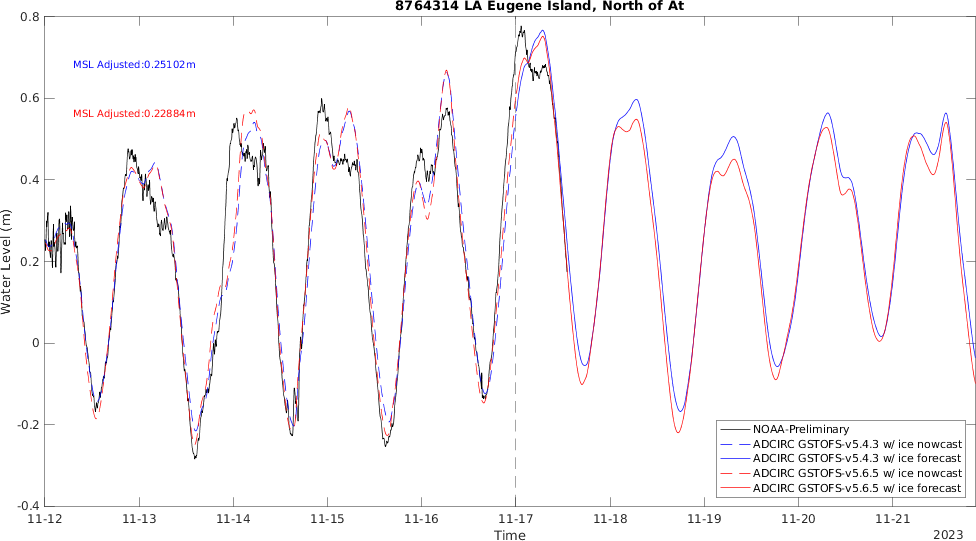 8764314 LA Eugene Island, North of At
0.8
0.6
0.4
0.2
0
-0.2
-0.4
Water Level (m)
MSL Adjusted:0.25102m
MSL Adjusted:0.22884m
NOAA-Preliminary
ADCIRC GSTOFS-v5.4.3 w/ ice nowcast
ADCIRC GSTOFS-v5.4.3 w/ ice forecast
ADCIRC GSTOFS-v5.6.5 w/ ice nowcast
ADCIRC GSTOFS-v5.6.5 w/ ice forecast
11-12 11-13 11-14 11-15 11-16 11-17 11-18 11-19 11-20 11-21
Time
2023